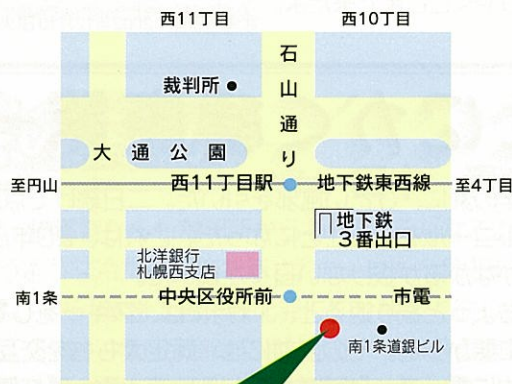 西11丁目
西10丁目
石山通り
裁判所
大通公園
至円山
西11丁目駅
地下鉄東西線
至4丁目
地下鉄
3番出口
北洋銀行
札幌西支店
南1条
中央区役所前
市電
南1条道銀ビル